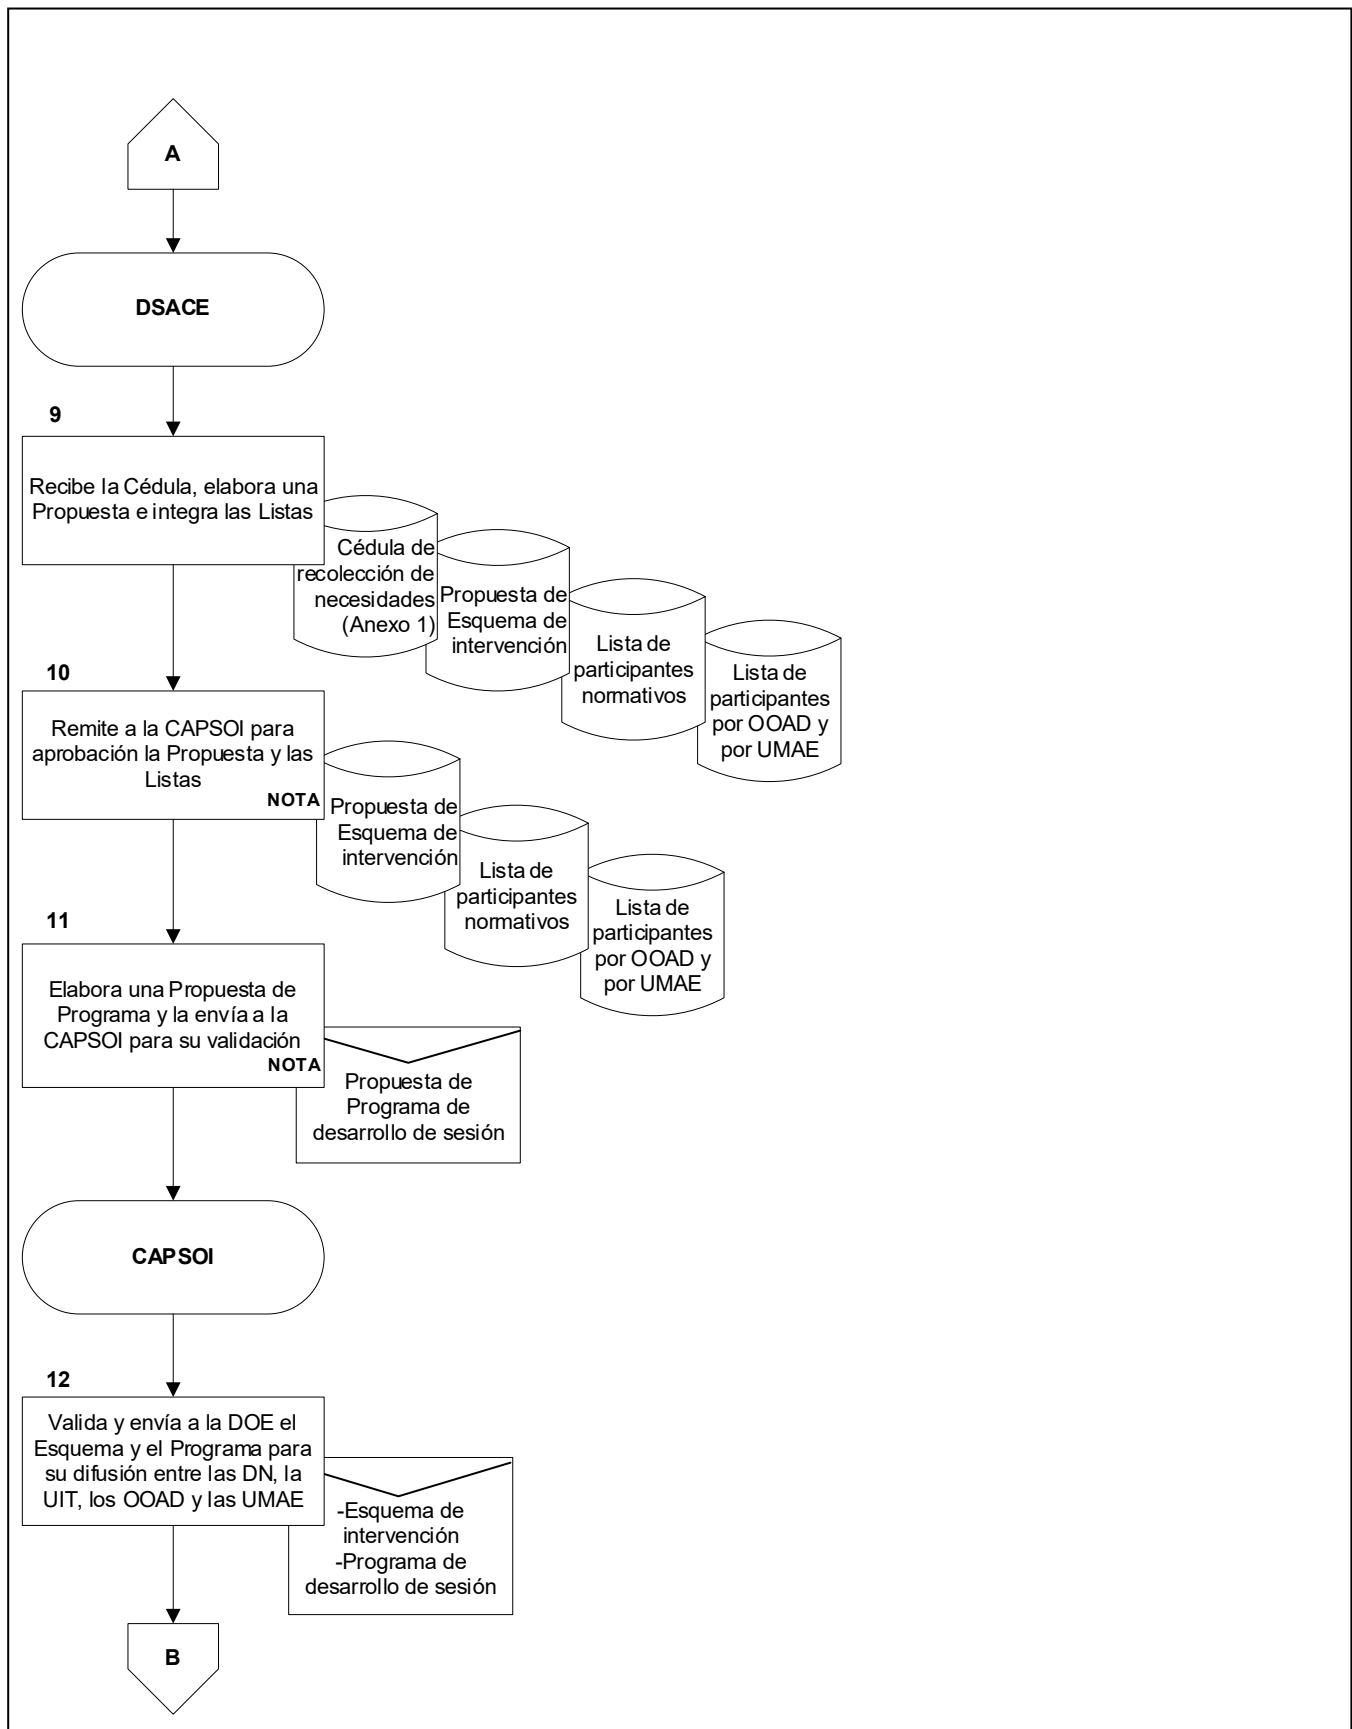 A
DSACE
9
Recibe la Cédula, elabora una
Propuesta e integra las Listas
Cédula de
recolección de
necesidades
(Anexo 1)
Propuesta de
Esquema de
intervención
Lista de
participantes
normativos
Lista de
participantes
por OOAD y
por UMAE
10
Remite a la CAPSOI para
aprobación la Propuesta y las
Listas
NOTA
Propuesta de
Esquema de
intervención
Lista de
participantes
normativos
Lista de
participantes
por OOAD y
por UMAE
11
Elabora una Propuesta de
Programa y la envía a la
CAPSOI para su validación
NOTA
Propuesta de
Programa de
desarrollo de sesión
CAPSOI
12
Valida y envía a la DOE el
Esquema y el Programa para
su difusión entre las DN, la
UIT, los OOAD y las UMAE
-Esquema de
intervención
-Programa de
desarrollo de sesión
B